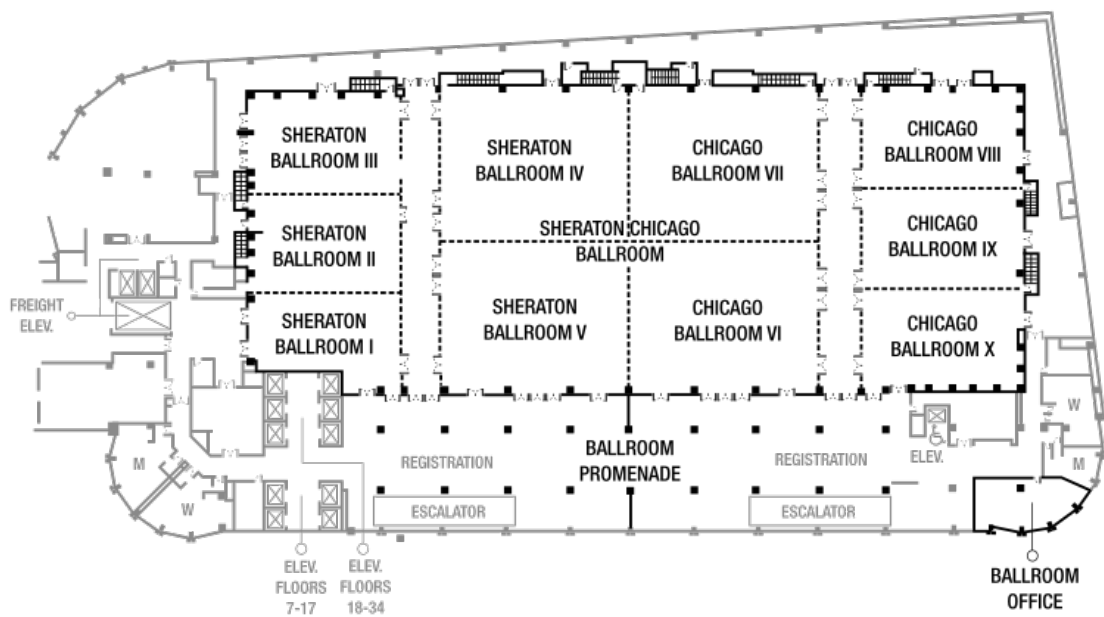 SHERATON
BALLROOM III
SHERATON
BALLROOM IV
CHICAGO
BALLROOM VII
CHICAGO
BALLROOM VIII
SHERATON
BALLROOM II
SHERATON CHICAGO
BALLROOM
CHICAGO
BALLROOM IX
FREIGHT
ELEV.
SHERATON
BALLROOM I
SHERATON
BALLROOM V
CHICAGO
BALLROOM VI
CHICAGO
BALLROOM X
W
M
W
REGISTRATION
BALLROOM
PROMENADE
REGISTRATION
ELEV.
M
ESCALATOR
ESCALATOR
ELEV.
FLOORS
7-17
ELEV.
FLOORS
18-34
BALLROOM
OFFICE